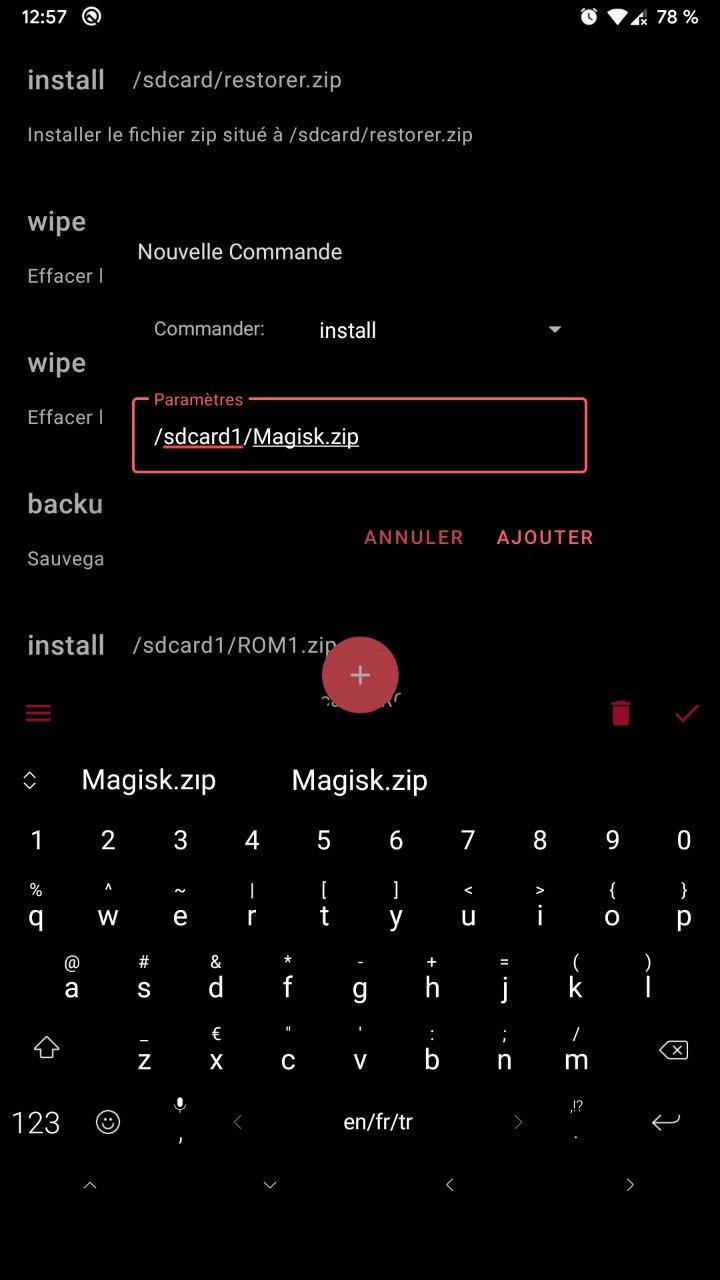 12:57 78 %
install /sdcard/restorer.zip
Installer le fichier zip situé à /sdcard/restorer.zip
wipe
Nouvelle Commande
Effacer l
Commander: install
wipe
Paramètres
Effacer l
/sdcard1/Magisk.zip
backu
ANNULER AJOUTER
Sauvega
install /sdcard1/ROM1.zip
+
Magisk.zıp Magisk.zip
1 2 3 4 5 6 7 8 9 0
% ^ ~ | [ ] < > { }
q w e r t y u i o p
@ # & * - + = ( )
a s d f g h j k l
_ € " ' : ; /
z x c v b n m
123 , en/fr/tr ,!? .